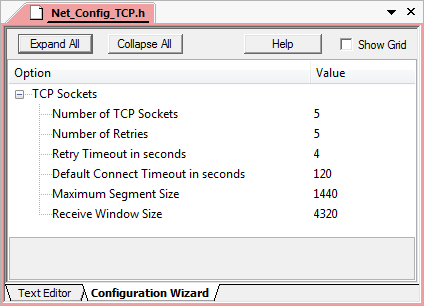 Net_Config_TCP.h
Expand All Collapse All Help Show Grid
Option Value
TCP Sockets
Number of TCP Sockets 5
Number of Retries 5
Retry Timeout in seconds 4
Default Connect Timeout in seconds 120
Maximum Segment Size 1440
Receive Window Size 4320
Text Editor Configuration Wizard